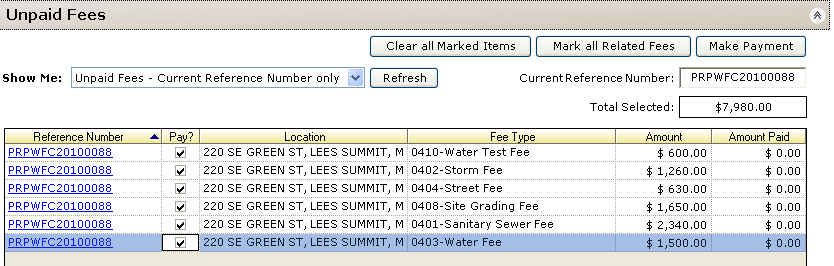 Unpaid Fees
Clear all Marked Items Mark all Related Fees Make Payment
Show Me: Unpaid Fees - Current Reference Number only Refresh Current Reference Number: PRPWFC20100088
Total Selected: $7,980.00
Reference Number Pay? Location Fee Type Amount Amount Paid
PRPWFC20100088 220 SE GREEN ST, LEES SUMMIT, M 0410-Water Test Fee $ 600.00 $ 0.00
PRPWFC20100088 220 SE GREEN ST, LEES SUMMIT, M 0402-Storm Fee $ 1,260.00 $ 0.00
PRPWFC20100088 220 SE GREEN ST, LEES SUMMIT, M 0404-Street Fee $ 630.00 $ 0.00
PRPWFC20100088 220 SE GREEN ST, LEES SUMMIT, M 0408-Site Grading Fee $ 1,650.00 $ 0.00
PRPWFC20100088 220 SE GREEN ST, LEES SUMMIT, M 0401-Sanitary Sewer Fee $ 2,340.00 $ 0.00
PRPWFC20100088 220 SE GREEN ST, LEES SUMMIT, M 0403-Water Fee $ 1,500.00 $ 0.00